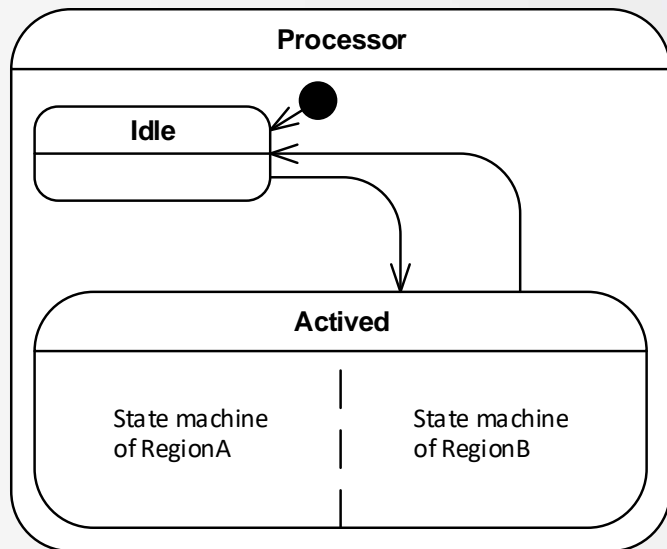 Processor
Idle
Actived
State machine
of RegionA
State machine
of RegionB